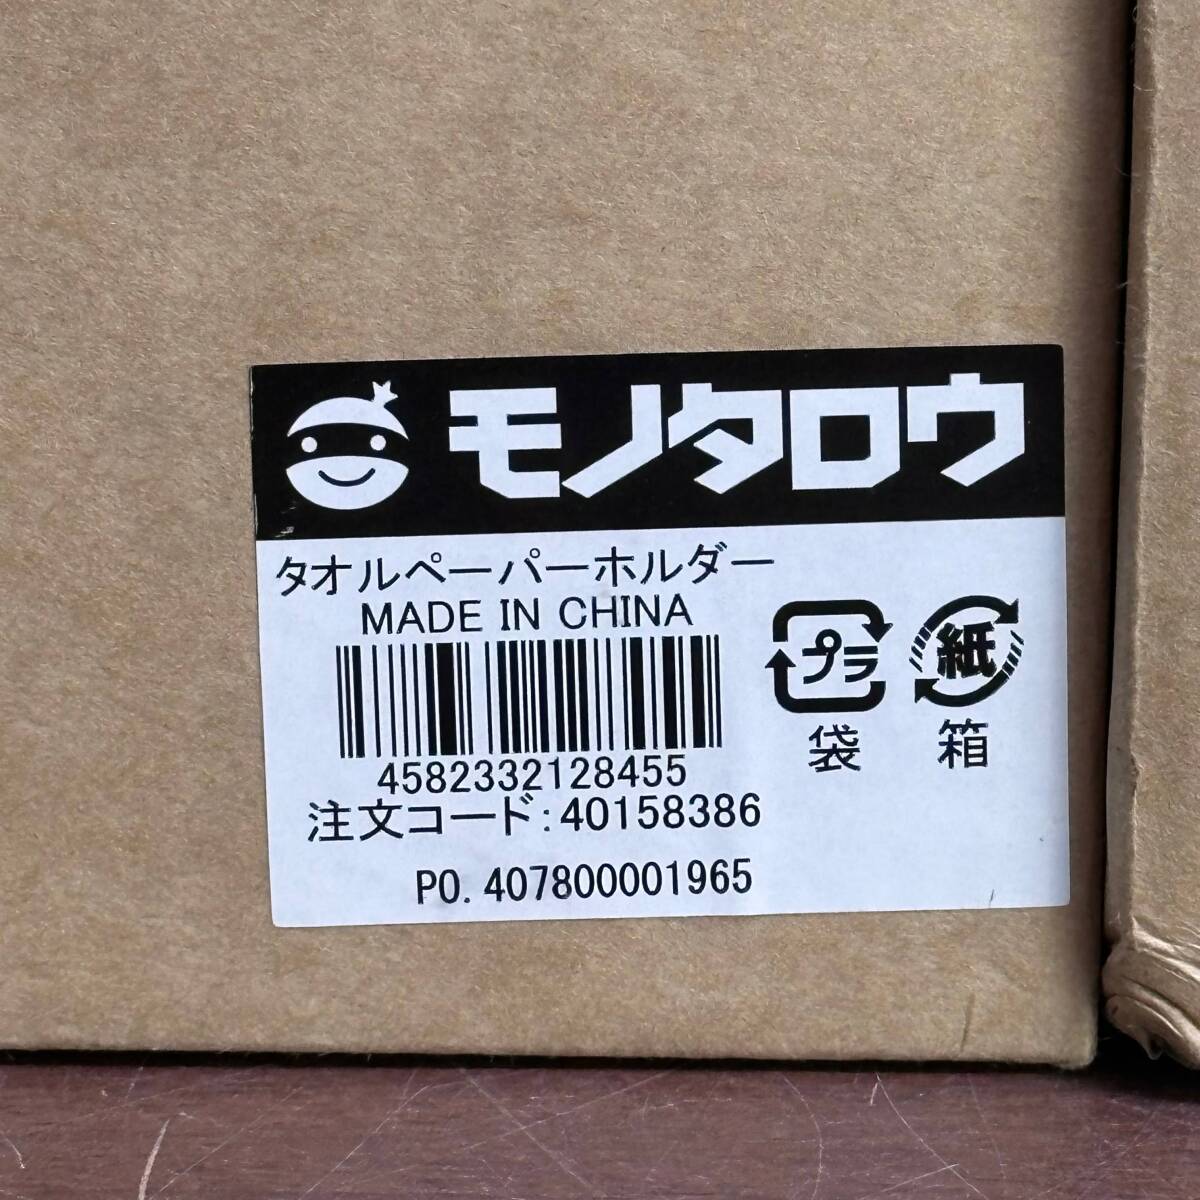 モノタロウ
タオルペーパーホルダー
MADE IN CHINA
4582332128455
注文コード:40158386
PO. 407800001965
プラ
袋
紙
箱